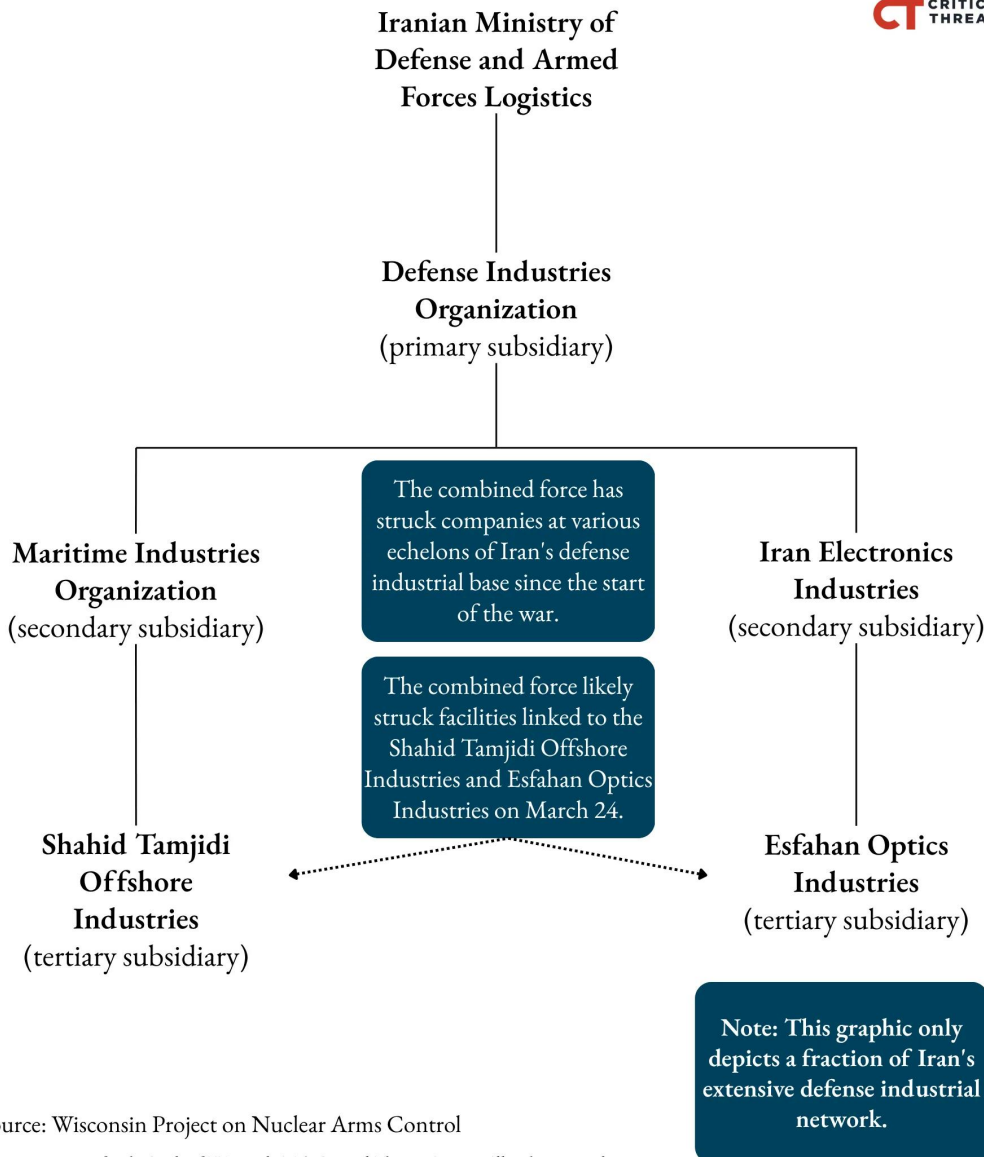 Iranian Ministry of
Defense and Armed
Forces Logistics
CT
Defense Industries
Organization
(primary subsidiary)
The combined force has
struck companies at various
echelons of Iran's defense
industrial base since the start
of the war.
Maritime Industries
Organization
(secondary subsidiary)
Iran Electronics
Industries
(secondary subsidiary)
The combined force likely
struck facilities linked to the
Shahid Tamjidi Offshore
Industries and Esfahan Optics
Industries on March 24.
Shahid Tamjidi
Offshore
Industries
(tertiary subsidiary)
Esfahan Optics
Industries
(tertiary subsidiary)
Note: This graphic only
depicts a fraction of Iran's
extensive defense industrial
network.
Wisconsin Project on Nuclear Arms Control